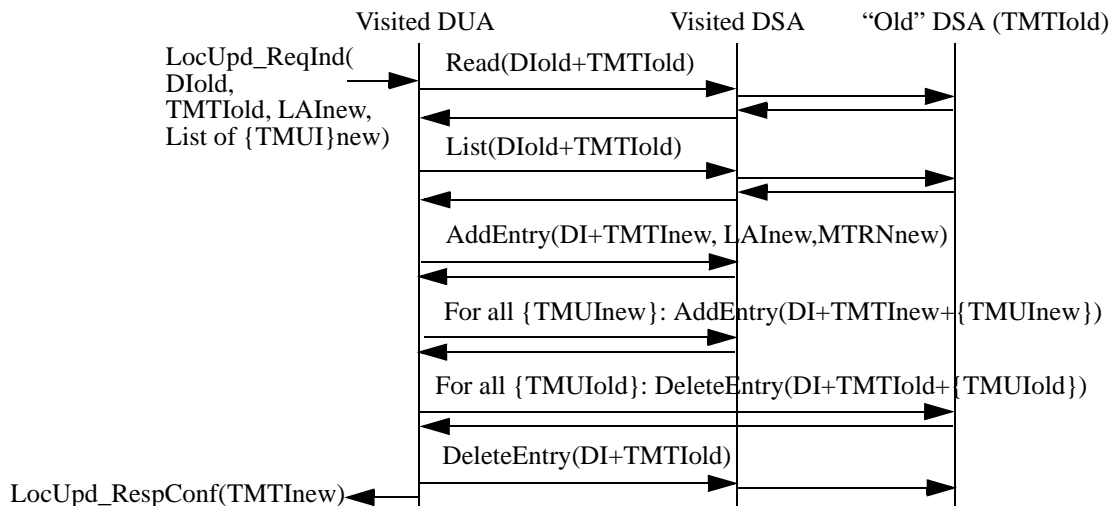 Visited DUA
Visited DSA
“Old” DSA (TMTIold)
LocUpd_ReqInd(
DIold,
TMTIold, LAInew,
List of {TMUI}new)
Read(DIold+TMTIold)
List(DIold+TMTIold)
AddEntry(DI+TMTInew, LAInew,MTRNnew)
For all {TMUInew}: AddEntry(DI+TMTInew+{TMUInew})
For all {TMUIold}: DeleteEntry(DI+TMTIold+{TMUIold})
DeleteEntry(DI+TMTIold)
LocUpd_RespConf(TMTInew)